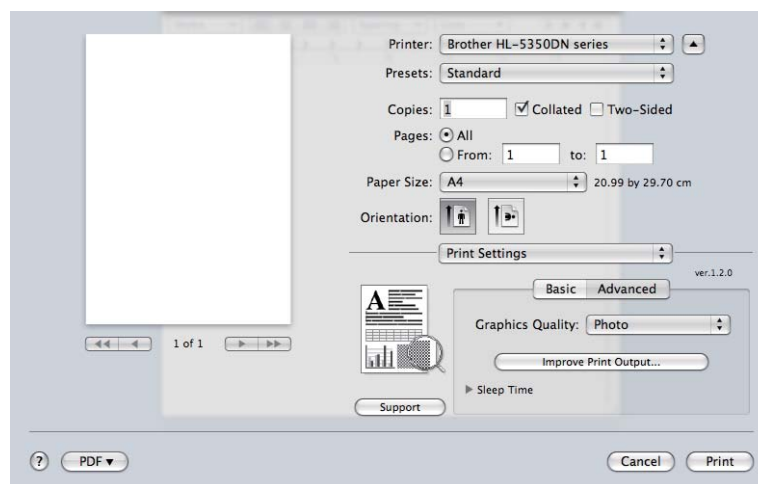 Printer: Brother HL-5350DN series
Presets: Standard
Copies: 1 Collated Two-Sided
Pages: All
From: 1 to: 1
Paper Size: A4 20.99 by 29.70 cm
Orientation:
Print Settings
ver.1.2.0
Basic Advanced
A
Graphics Quality: Photo
1 of 1
Improve Print Output...
Sleep Time
Support
? PDF▼ Cancel Print